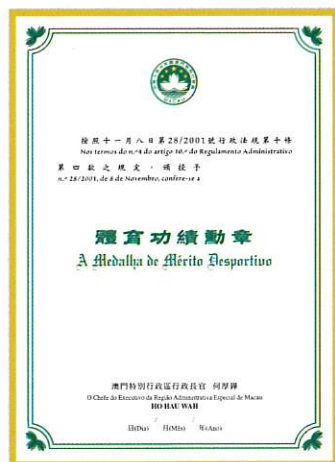 按照十一月八日第28/2001號行政法規第十條
Nos termos do n.º 4 do artigo 10.º do Regulamento Administrativo
第四款之規定，頒授予
n.º 28/2001, de 8 de Novembro, confere-se a
體育功績勳章
A Medalha de Mérito Desportivo
澳門特別行政區行政長官 何厚鏵
O Chefe do Executivo da Região Administrativa Especial de Macau
HO HAU WAH
/ /
日(Dia) 月(Mês) 年(Ano)